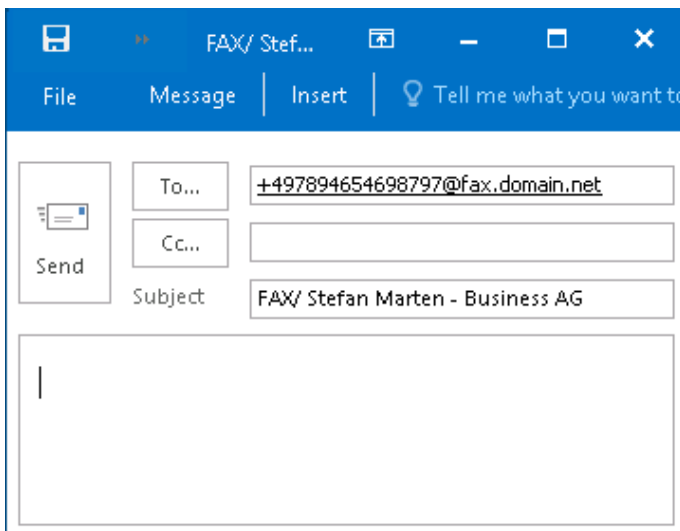 FAX/ Stef...
File Message Insert Tell me what you want to
To... +497894654698797@fax.domain.net
Cc...
Send
Subject FAX/ Stefan Marten - Business AG